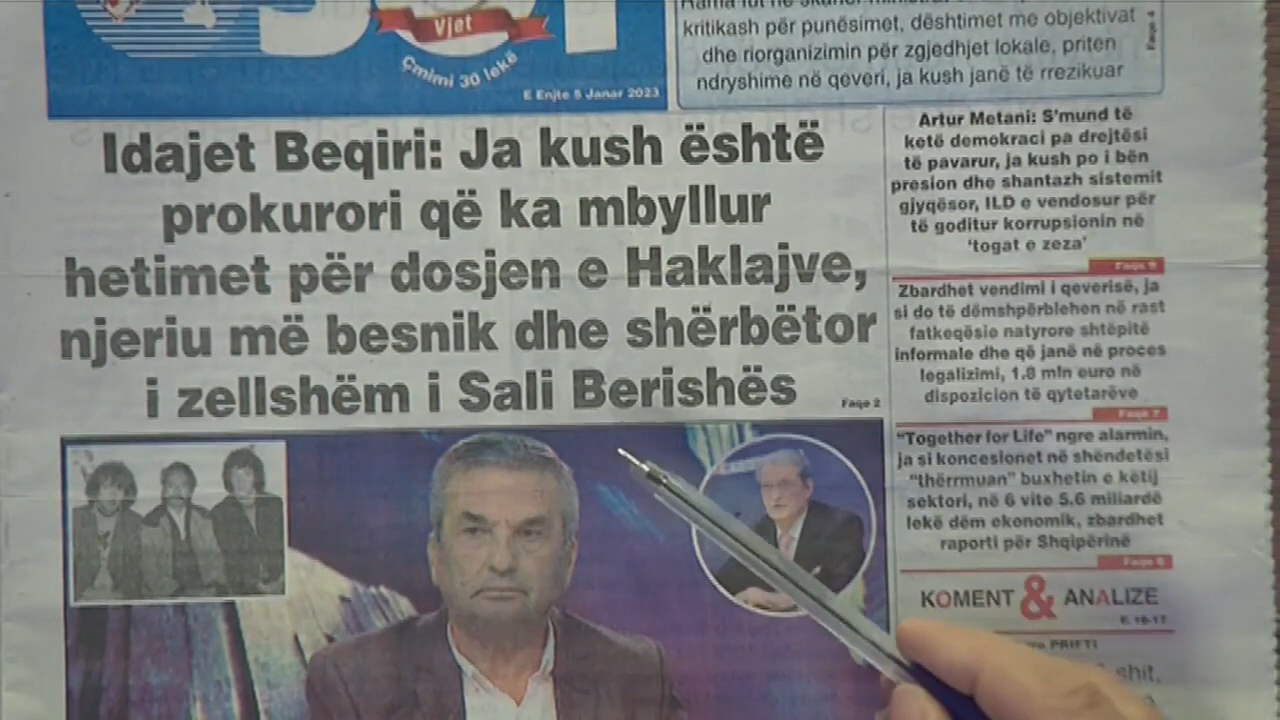 Vjet
Çmimi 30 lekë
E Enjte 5 Janar 2023
kritikash për punësimet, dështimet me objektivat
dhe riorganizimin për zgjedhjet lokale, priten
ndryshime në qeveri, ja kush janë të rrezikuar
Faqe 4
Idajet Beqiri: Ja kush është
prokurori që ka mbyllur
hetimet për dosjen e Haklajve,
njeriu më besnik dhe shërbëtor
i zellshëm i Sali Berishës
Faqe 2
Artur Metani: S'mund të
ketë demokraci pa drejtësi
të pavarur, ja kush po i bën
presion dhe shantazh sistemit
gjyqësor, ILD e vendosur për
të goditur korrupsionin në
'togat e zeza'
Zbardhet vendimi i qeverisë, ja
si do të dëmshpërblehen në rast
fatkeqësie natyrore shtëpitë
informale dhe që janë në proces
legalizimi, 1.8 mln euro në
dispozicion të qytetarëve
Faqe 7
"Together for Life" ngre alarmin,
ja si koncesionet në shëndetësi
"thërrmuan" buxhetin e këtij
sektori, në 6 vite 5.6 miliardë
lekë dëm ekonomik, zbardhet
raporti për Shqipërinë
KOMENT & ANALIZE
F. 16-17
PRIFTI
shit,